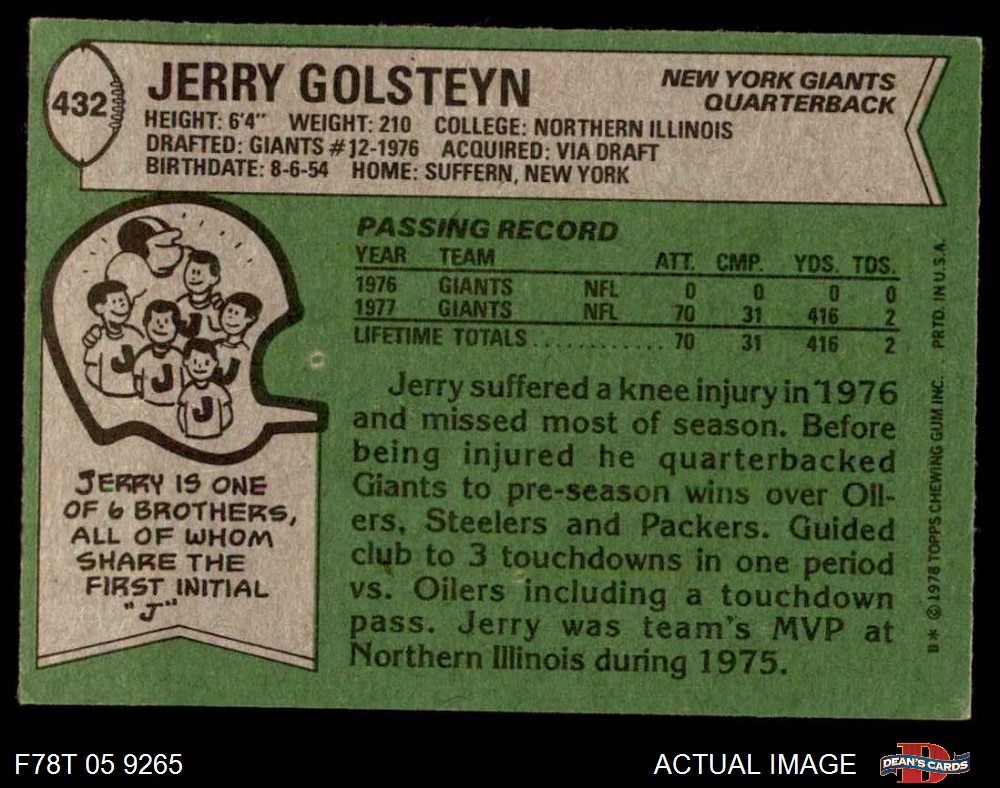 432
JERRY GOLSTEYN
NEW YORK GIANTS
QUARTERBACK
HEIGHT: 6'4" WEIGHT: 210 COLLEGE: NORTHERN ILLINOIS
DRAFTED: GIANTS #12-1976 ACQUIRED: VIA DRAFT
BIRTHDATE: 8-6-54 HOME: SUFFERN, NEW YORK
J
J
J
J
J
JERRY IS ONE
OF 6 BROTHERS,
ALL OF WHOM
SHARE THE
FIRST INITIAL
"J"
PASSING RECORD
YEAR TEAM ATT. CMP. YDS. TDS.
1976 GIANTS NFL 0 0 0 0
1977 GIANTS NFL 70 31 416 2
LIFETIME TOTALS............ 70 31 416 2
Jerry suffered a knee injury in 1976
and missed most of season. Before
being injured he quarterbacked
Giants to pre-season wins over Oil-
ers, Steelers and Packers. Guided
club to 3 touchdowns in one period
vs. Oilers including a touchdown
pass. Jerry was team's MVP at
Northern Illinois during 1975.
B* © 1978 TOPPS CHEWING GUM INC. PRTD. IN U.S.A.
F78T 05 9265
ACTUAL IMAGE
D
DEAN'S CARDS